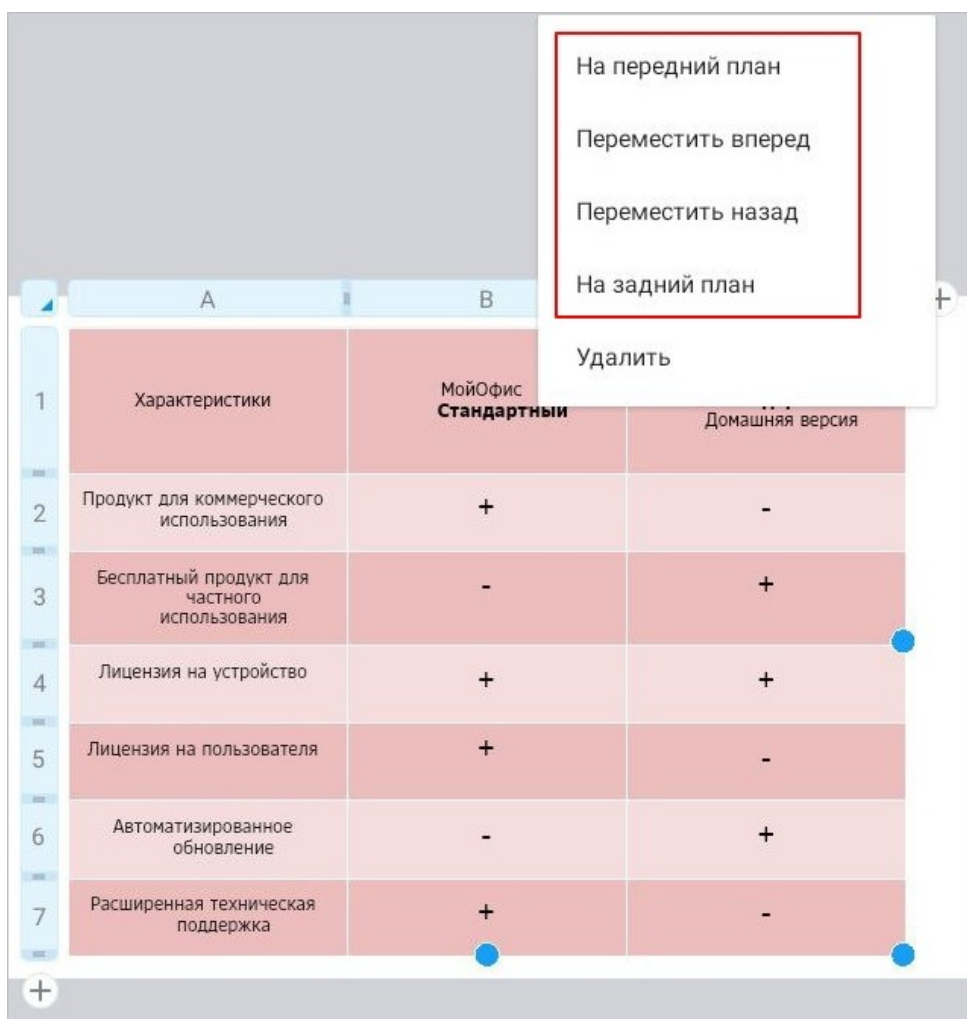 На передний план
Переместить вперед
Переместить назад
На задний план
Удалить
A B
1 Характеристики МойОфис
Стандартный
Домашняя версия
2 Продукт для коммерческого
использования + -
3 Бесплатный продукт для
частного
использования - +
4 Лицензия на устройство + +
5 Лицензия на пользователя + -
6 Автоматизированное
обновление - +
7 Расширенная техническая
поддержка + -